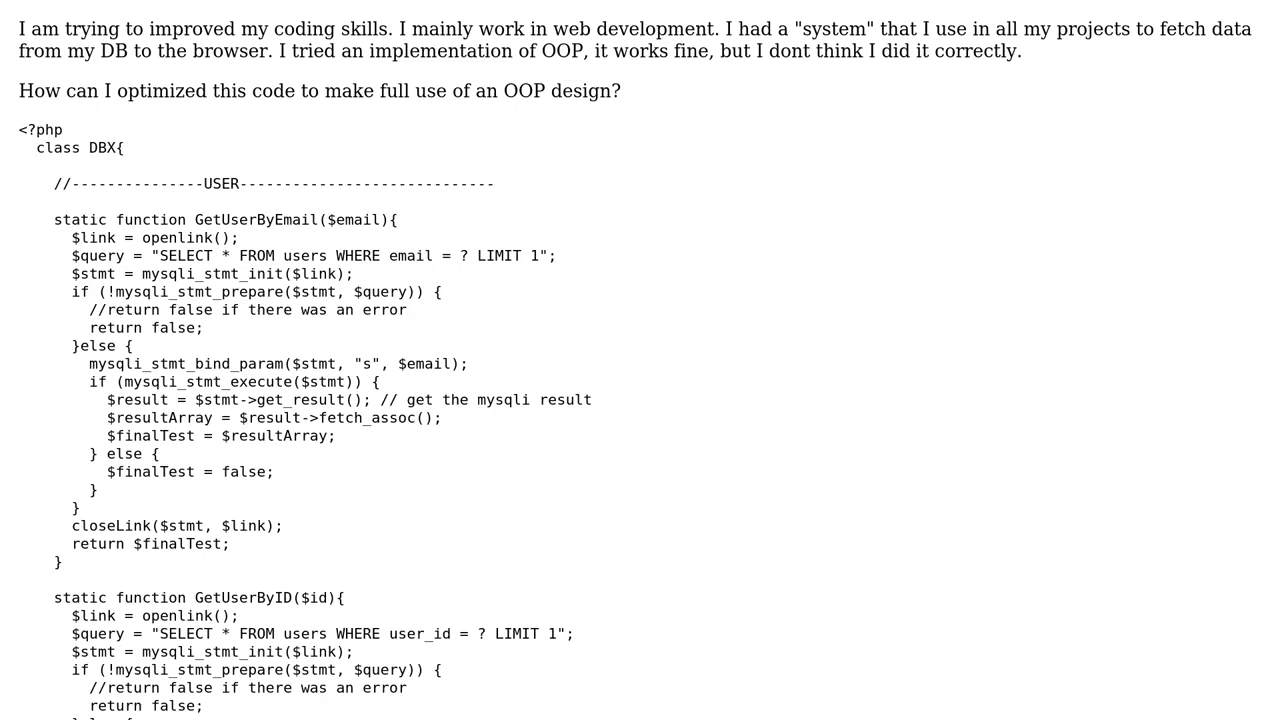 I am trying to improved my coding skills. I mainly work in web development. I had a "system" that I use in all my projects to fetch data
from my DB to the browser. I tried an implementation of OOP, it works fine, but I dont think I did it correctly.
How can I optimized this code to make full use of an OOP design?
<?php
  class DBX{
    //---------------USER-----------------------------
    static function GetUserByEmail($email){
      $link = openlink();
      $query = "SELECT * FROM users WHERE email = ? LIMIT 1";
      $stmt = mysqli_stmt_init($link);
      if (!mysqli_stmt_prepare($stmt, $query)) {
        //return false if there was an error
        return false;
      }else {
        mysqli_stmt_bind_param($stmt, "s", $email);
        if (mysqli_stmt_execute($stmt)) {
          $result = $stmt->get_result(); // get the mysqli result
          $resultArray = $result->fetch_assoc();
          $finalTest = $resultArray;
        } else {
          $finalTest = false;
        }
      }
      closeLink($stmt, $link);
      return $finalTest;
    }
    static function GetUserByID($id){
      $link = openlink();
      $query = "SELECT * FROM users WHERE user_id = ? LIMIT 1";
      $stmt = mysqli_stmt_init($link);
      if (!mysqli_stmt_prepare($stmt, $query)) {
        //return false if there was an error
        return false;